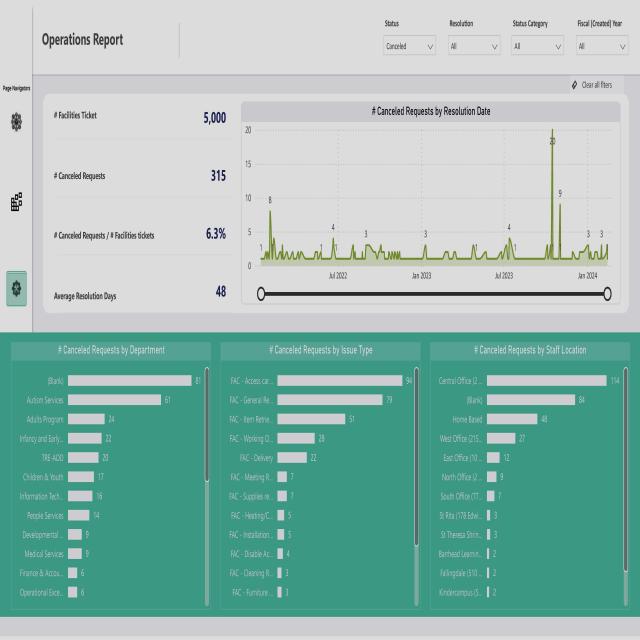 Status
Resolution
Status Category
Fiscal (Created) Year
Operations Report
Canceled
All
All
All
Clear all filters
Page Navigators
# Facilities Ticket
5,000
# Canceled Requests
315
# Canceled Requests / # Facilities tickets
6.3%
Average Resolution Days
48
# Canceled Requests by Resolution Date
20
15
10
5
0
1
8
1
4
1
3
3
1
4
1
1
20
9
3
3
Jul 2022
Jan 2023
Jul 2023
Jan 2024
# Canceled Requests by Department
(Blank) 81
Autism Services 61
Adults Program 24
Infancy and Early... 22
TRE-ADD 20
Children & Youth 17
Information Tech... 16
People Services 14
Developmental ... 9
Medical Services 9
Finance & Accou... 6
Operational Exce... 6
# Canceled Requests by Issue Type
FAC - Access car... 94
FAC - General Re... 79
FAC - Item Retrie... 51
FAC - Working O... 28
FAC - Delivery 22
FAC - Meeting R... 7
FAC - Supplies re... 7
FAC - Heating/C... 5
FAC - Installation... 5
FAC - Disable Ac... 4
FAC - Cleaning R... 3
FAC - Furniture ... 3
# Canceled Requests by Staff Location
Central Office (2... 114
(Blank) 84
Home Based 48
West Office (215... 27
East Office (10 ... 12
North Office (2... 9
South Office (17... 7
St Rita (178 Edwi... 3
St Theresa Shrin... 3
Barrhead Learnin... 2
Fallingdale (510 ... 2
Kindercampus (5... 2